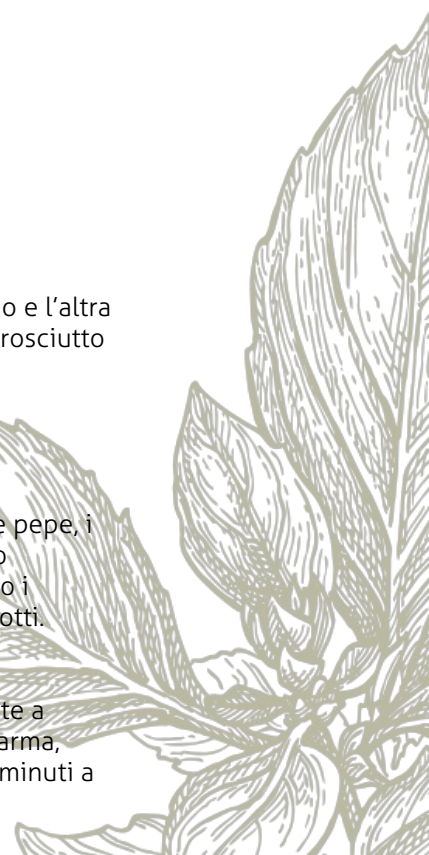 o e l’altra
rosciutto
e pepe, i
o
o i
otti.
te a
arma,
minuti a